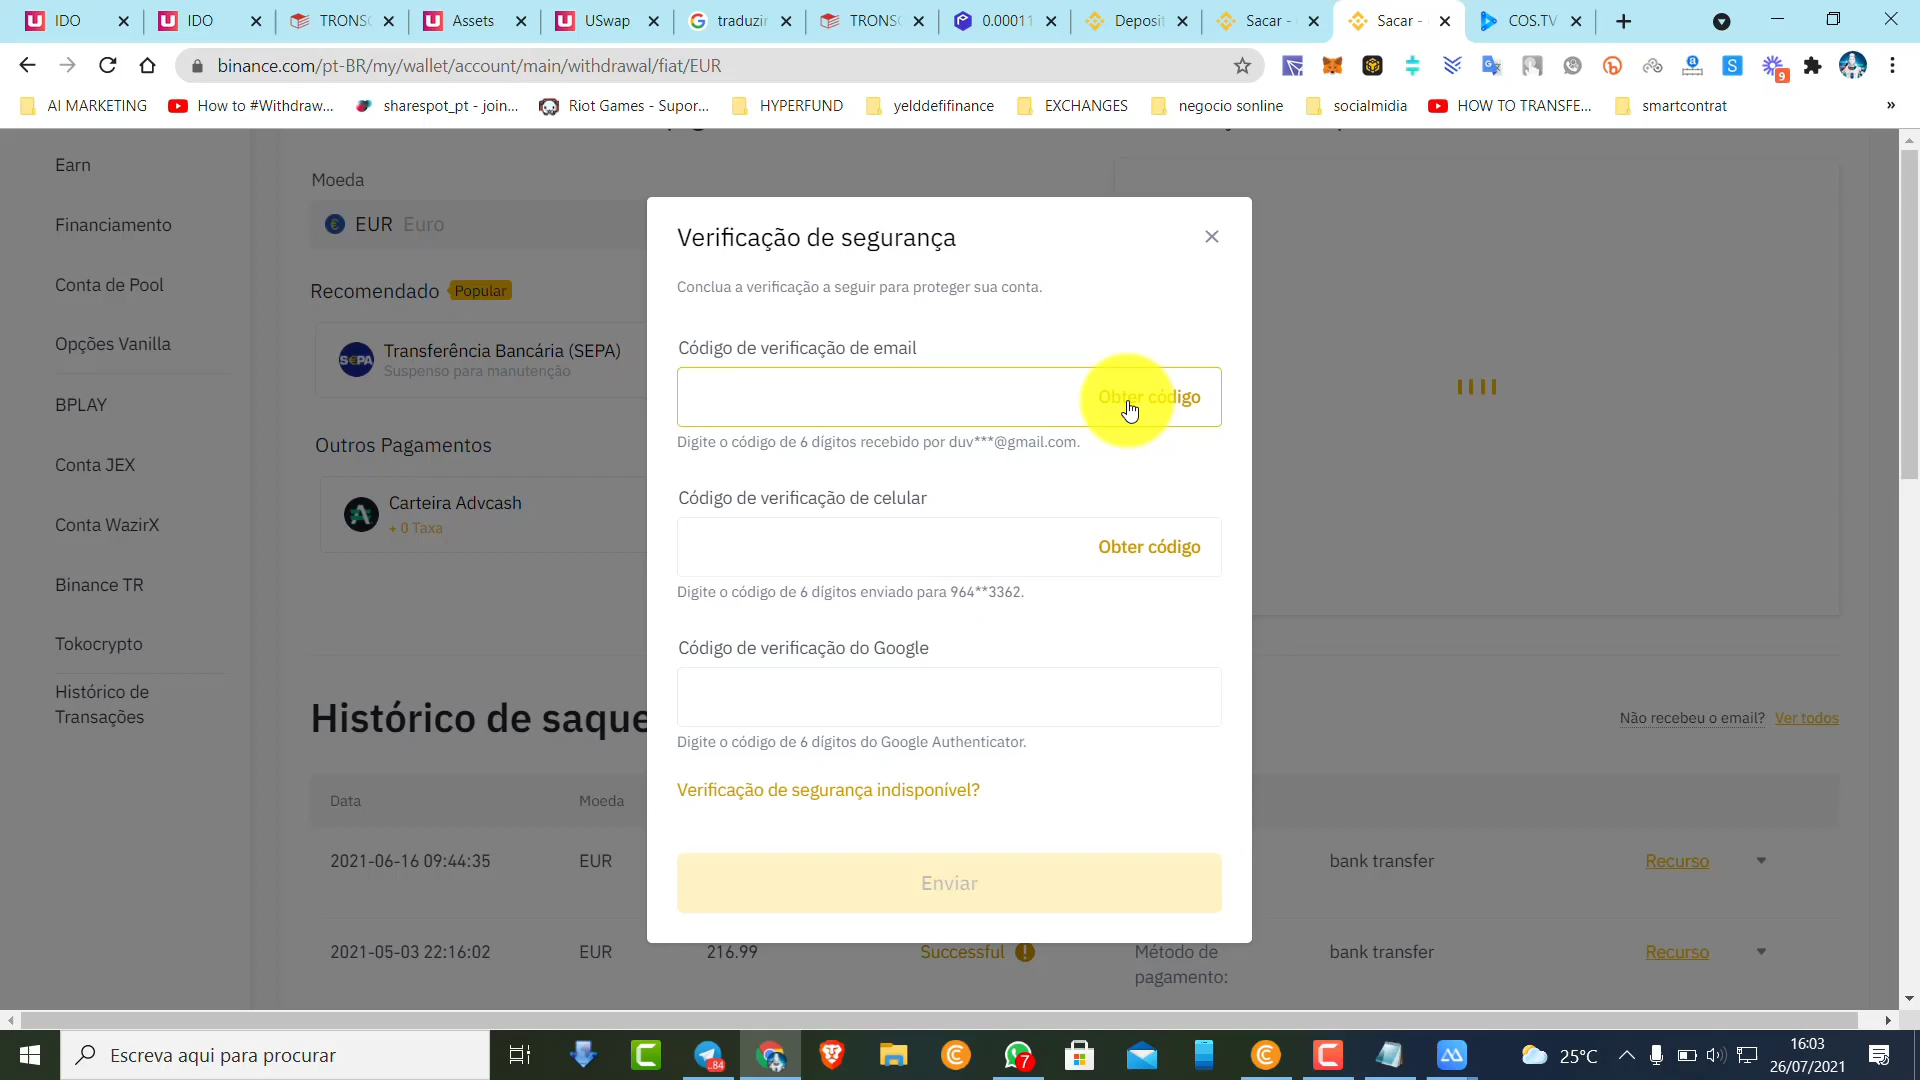 IDO
IDO
TRONSC
Assets
USwap
traduzir
TRONSC
0.00011
Deposit
Sacar -
Sacar -
COS.TV
binance.com/pt-BR/my/wallet/account/main/withdrawal/fiat/EUR
9
AI MARKETING
How to #Withdraw...
sharespot_pt - join...
Riot Games - Supor...
HYPERFUND
yelddefifinance
EXCHANGES
negocio sonline
socialmidia
HOW TO TRANSFE...
smartcontrat
»
Earn
Financiamento
Conta de Pool
Opções Vanilla
BPLAY
Conta JEX
Conta WazirX
Binance TR
Tokocrypto
Histórico de
Transações
Moeda
EUR Euro
Recomendado Popular
SEPA
Transferência Bancária (SEPA)
Suspenso para manutenção
Outros Pagamentos
Carteira Advcash
+ 0 Taxa
Verificação de segurança
Conclua a verificação a seguir para proteger sua conta.
Código de verificação de email
Obter código
Digite o código de 6 dígitos recebido por duv***@gmail.com.
Código de verificação de celular
Obter código
Digite o código de 6 dígitos enviado para 964**3362.
Código de verificação do Google
Digite o código de 6 dígitos do Google Authenticator.
Verificação de segurança indisponível?
Enviar
Histórico de saque
Não recebeu o email? Ver todos
Data
Moeda
2021-06-16 09:44:35
EUR
bank transfer
Recurso
2021-05-03 22:16:02
EUR
216.99
Successful
Método de
pagamento:
bank transfer
Recurso
Escreva aqui para procurar
84
7
25°C
16:03
26/07/2021